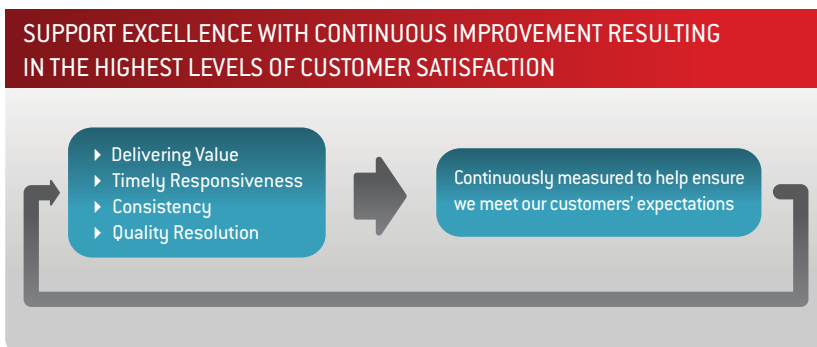 SUPPORT EXCELLENCE WITH CONTINUOUS IMPROVEMENT RESULTING
IN THE HIGHEST LEVELS OF CUSTOMER SATISFACTION
Delivering Value
Timely Responsiveness
Consistency
Quality Resolution
Continuously measured to help ensure
we meet our customers' expectations